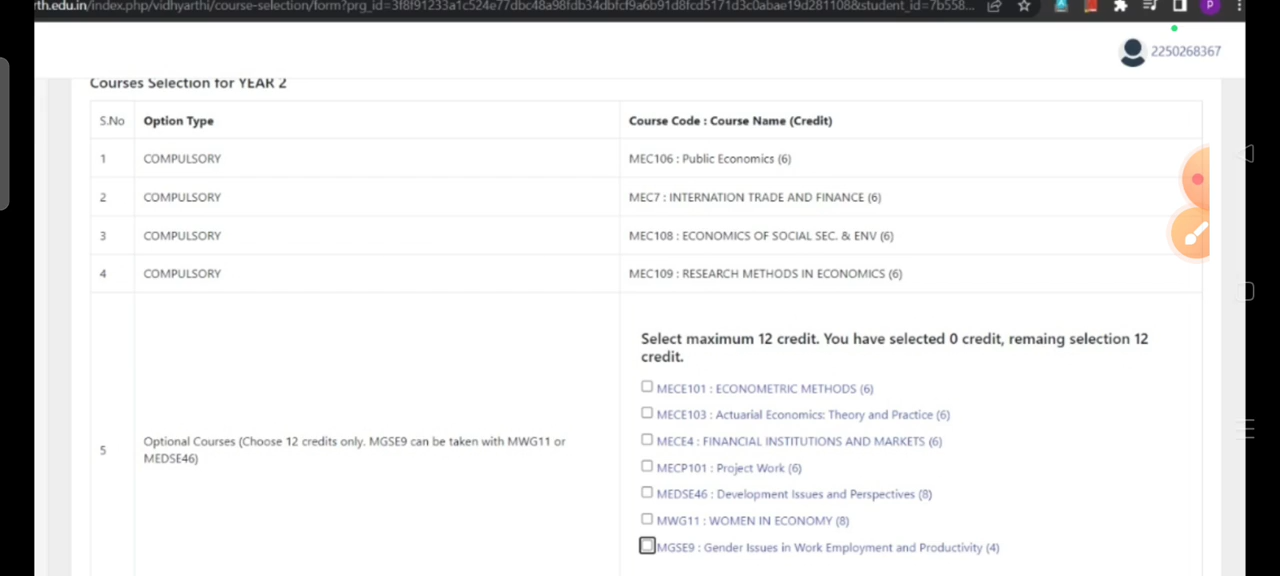 rth.edu.in/index.php/vidhyarthi/course-selection/form?prg_id=3f8f91233a1c524e77dbc48a98fdb34dbfcf9a6b91d8fcd5171d3c0abae19d281108&student_id=7b558...
P
2250268367
Courses Selection for YEAR 2
S.No Option Type Course Code : Course Name (Credit)
1 COMPULSORY MEC106 : Public Economics (6)
2 COMPULSORY MEC7 : INTERNATION TRADE AND FINANCE (6)
3 COMPULSORY MEC108 : ECONOMICS OF SOCIAL SEC. & ENV (6)
4 COMPULSORY MEC109 : RESEARCH METHODS IN ECONOMICS (6)
Select maximum 12 credit. You have selected 0 credit, remaing selection 12
credit.
MECE101 : ECONOMETRIC METHODS (6)
MECE103 : Actuarial Economics: Theory and Practice (6)
5 Optional Courses (Choose 12 credits only. MGSE9 can be taken with MWG11 or
MEDSE46)
MECE4 : FINANCIAL INSTITUTIONS AND MARKETS (6)
MECP101 : Project Work (6)
MEDSE46 : Development Issues and Perspectives (8)
MWG11 : WOMEN IN ECONOMY (8)
MGSE9 : Gender Issues in Work Employment and Productivity (4)